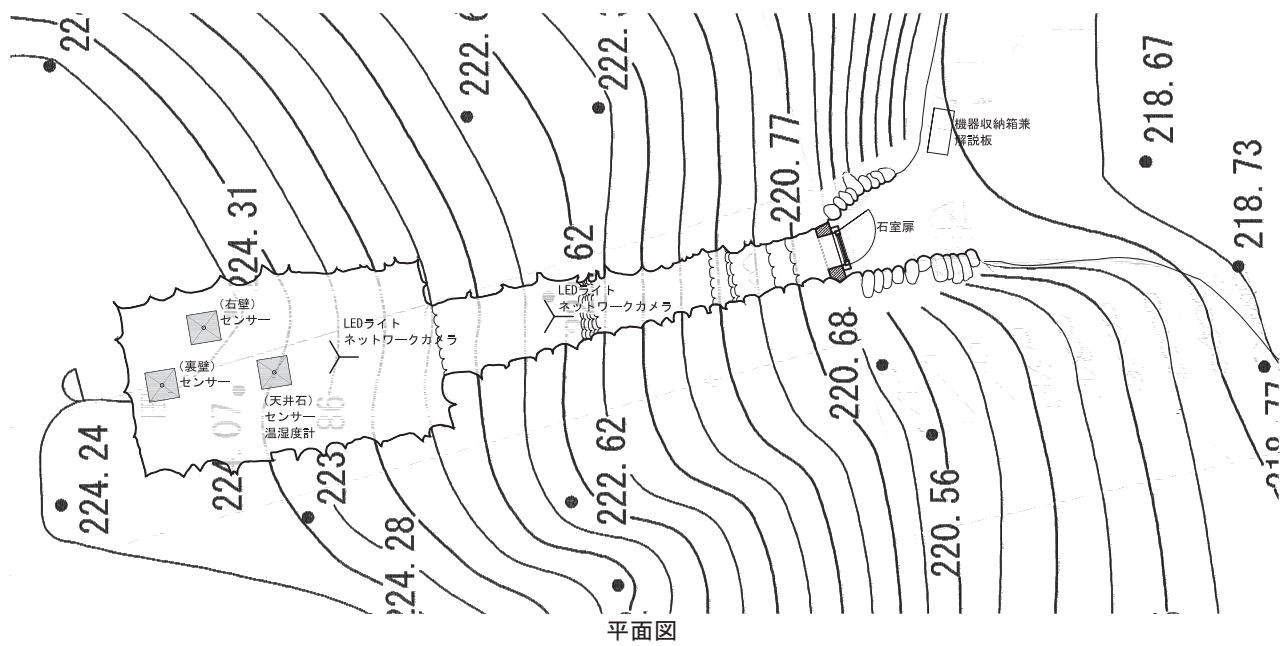 222.
222.
218.67
機器収納箱兼
解説板
220.77
218.73
224.31
石室扉
62
(右壁)
センサー
LEDライト
ネットワークカメラ
LEDライト
ネットワークカメラ
(裏壁)
センサー
(天井石)
センサー
温湿度計
220.68
224.24
223
222.62
220.56
224.28
平面図